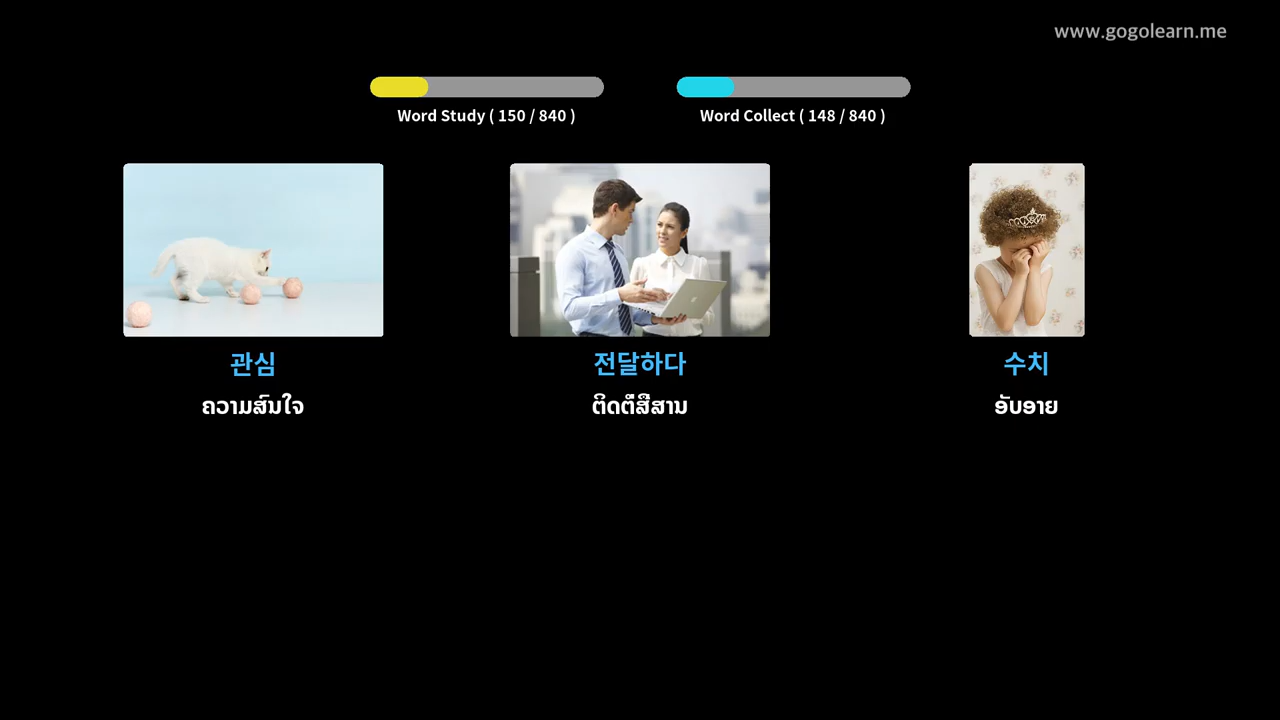 www.gogolearn.me
Word Study ( 150 / 840 )
Word Collect ( 148 / 840 )
관심
전달하다
수치
ຄວາມສົນໃຈ
ຕິດຕໍ່ສື່ສານ
ອັບອາຍ